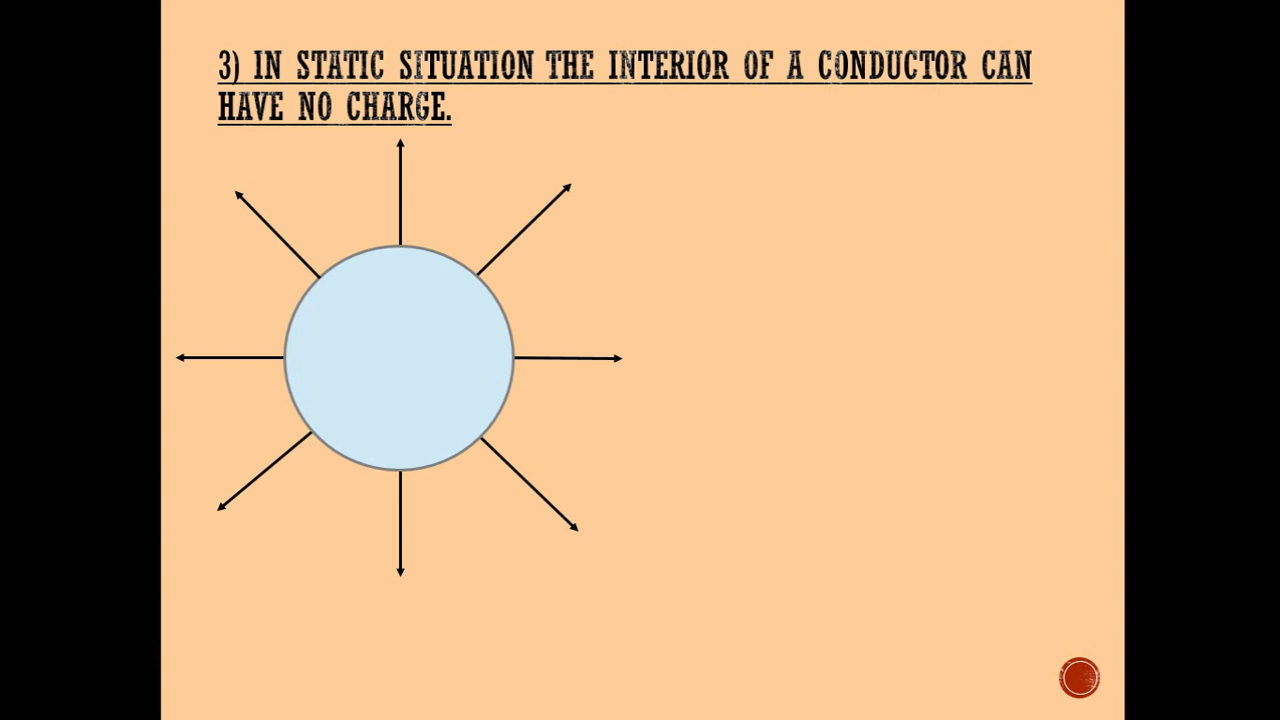 3) IN STATIC SITUATION THE INTERIOR OF A CONDUCTOR CAN
HAVE NO CHARGE.